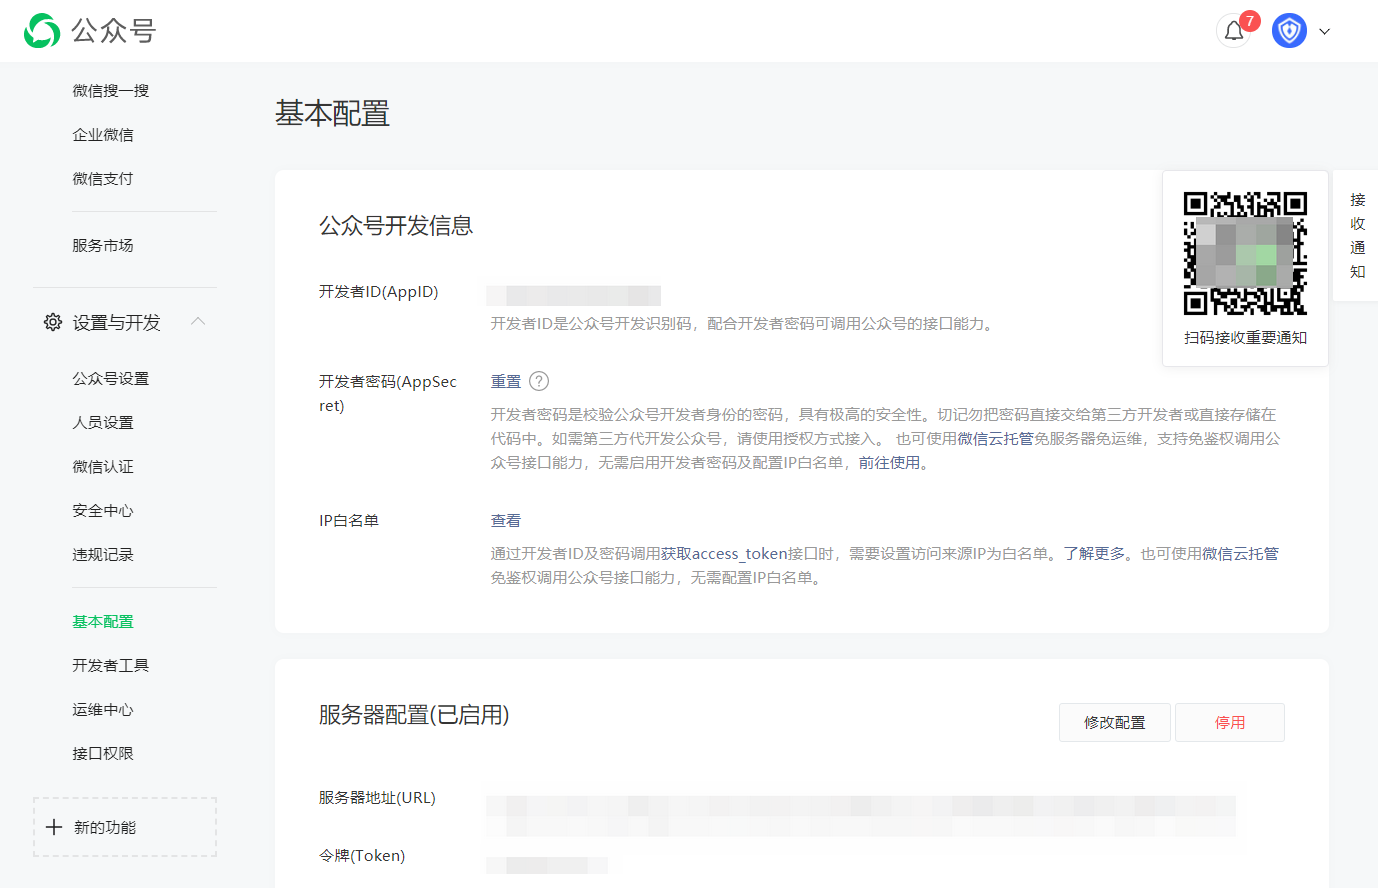 公众号
7
微信搜一搜
企业微信
微信支付
服务市场
设置与开发
公众号设置
人员设置
微信认证
安全中心
违规记录
基本配置
开发者工具
运维中心
接口权限
新的功能
基本配置
公众号开发信息
开发者ID(AppID)
开发者ID是公众号开发识别码，配合开发者密码可调用公众号的接口能力。
开发者密码(AppSec
ret)
重置
开发者密码是校验公众号开发者身份的密码，具有极高的安全性。切记勿把密码直接交给第三方开发者或直接存储在
代码中。如需第三方代开发公众号，请使用授权方式接入。 也可使用微信云托管免服务器免运维，支持免鉴权调用公
众号接口能力，无需启用开发者密码及配置IP白名单，前往使用。
IP白名单
查看
通过开发者ID及密码调用获取access_token接口时，需要设置访问来源IP为白名单。了解更多。也可使用微信云托管
免鉴权调用公众号接口能力，无需配置IP白名单。
扫码接收重要通知
接
收
通
知
服务器配置(已启用)
修改配置
停用
服务器地址(URL)
令牌(Token)